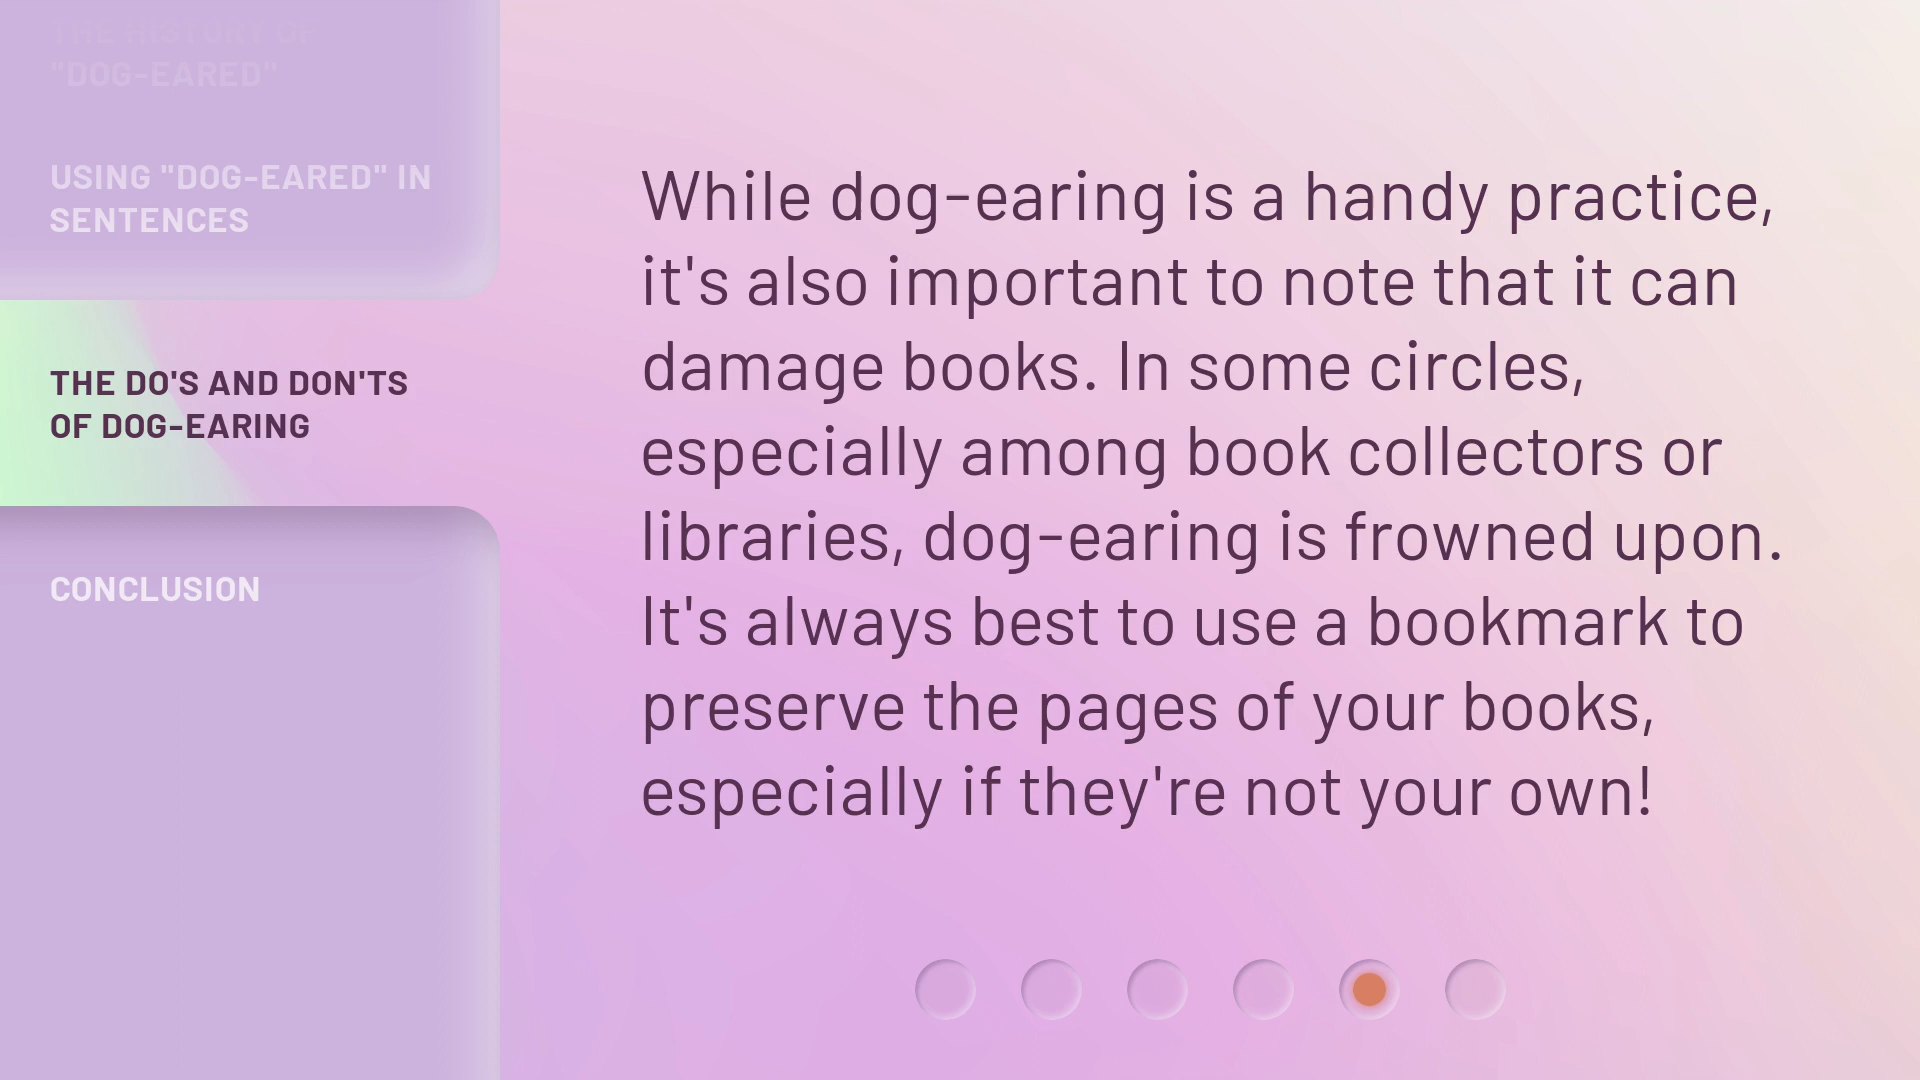 THE HISTORY OF
"DOG-EARED"
USING "DOG-EARED" IN
SENTENCES
THE DO'S AND DON'TS
OF DOG-EARING
CONCLUSION
While dog-earing is a handy practice,
it's also important to note that it can
damage books. In some circles,
especially among book collectors or
libraries, dog-earing is frowned upon.
It's always best to use a bookmark to
preserve the pages of your books,
especially if they're not your own!